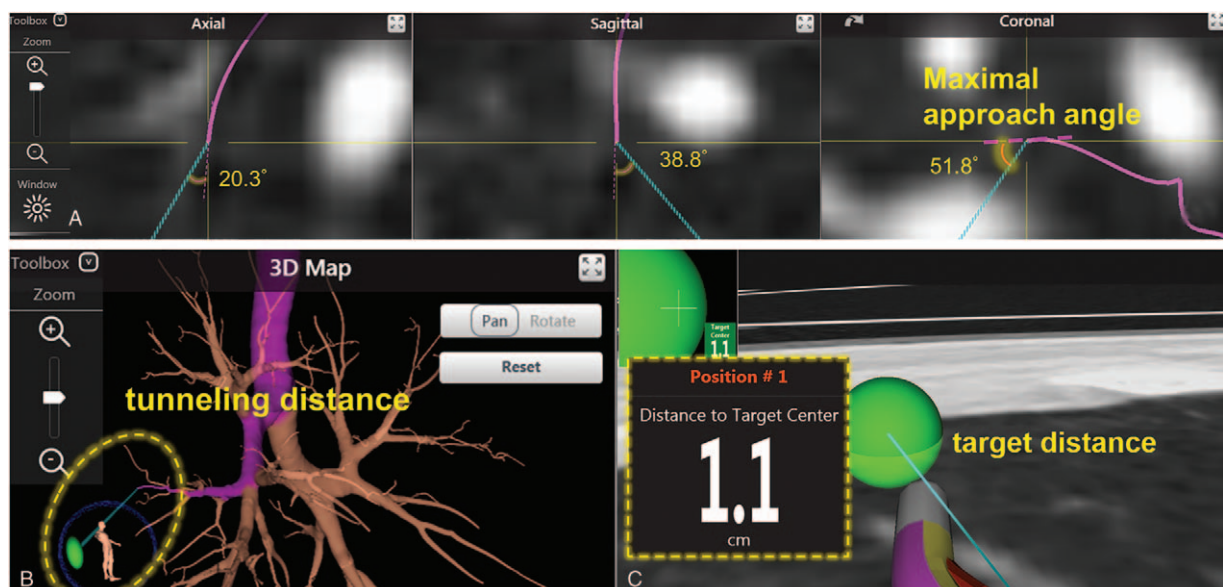 Toolbox
Axial
Sagittal
Coronal
Zoom
Maximal
approach angle
20.3°
38.8°
51.8°
Window
A
Toolbox
3D Map
Zoom
Pan Rotate
Reset
tunneling distance
B
Target
Center
1.1
Position # 1
Distance to Target Center
1.1
cm
target distance
C